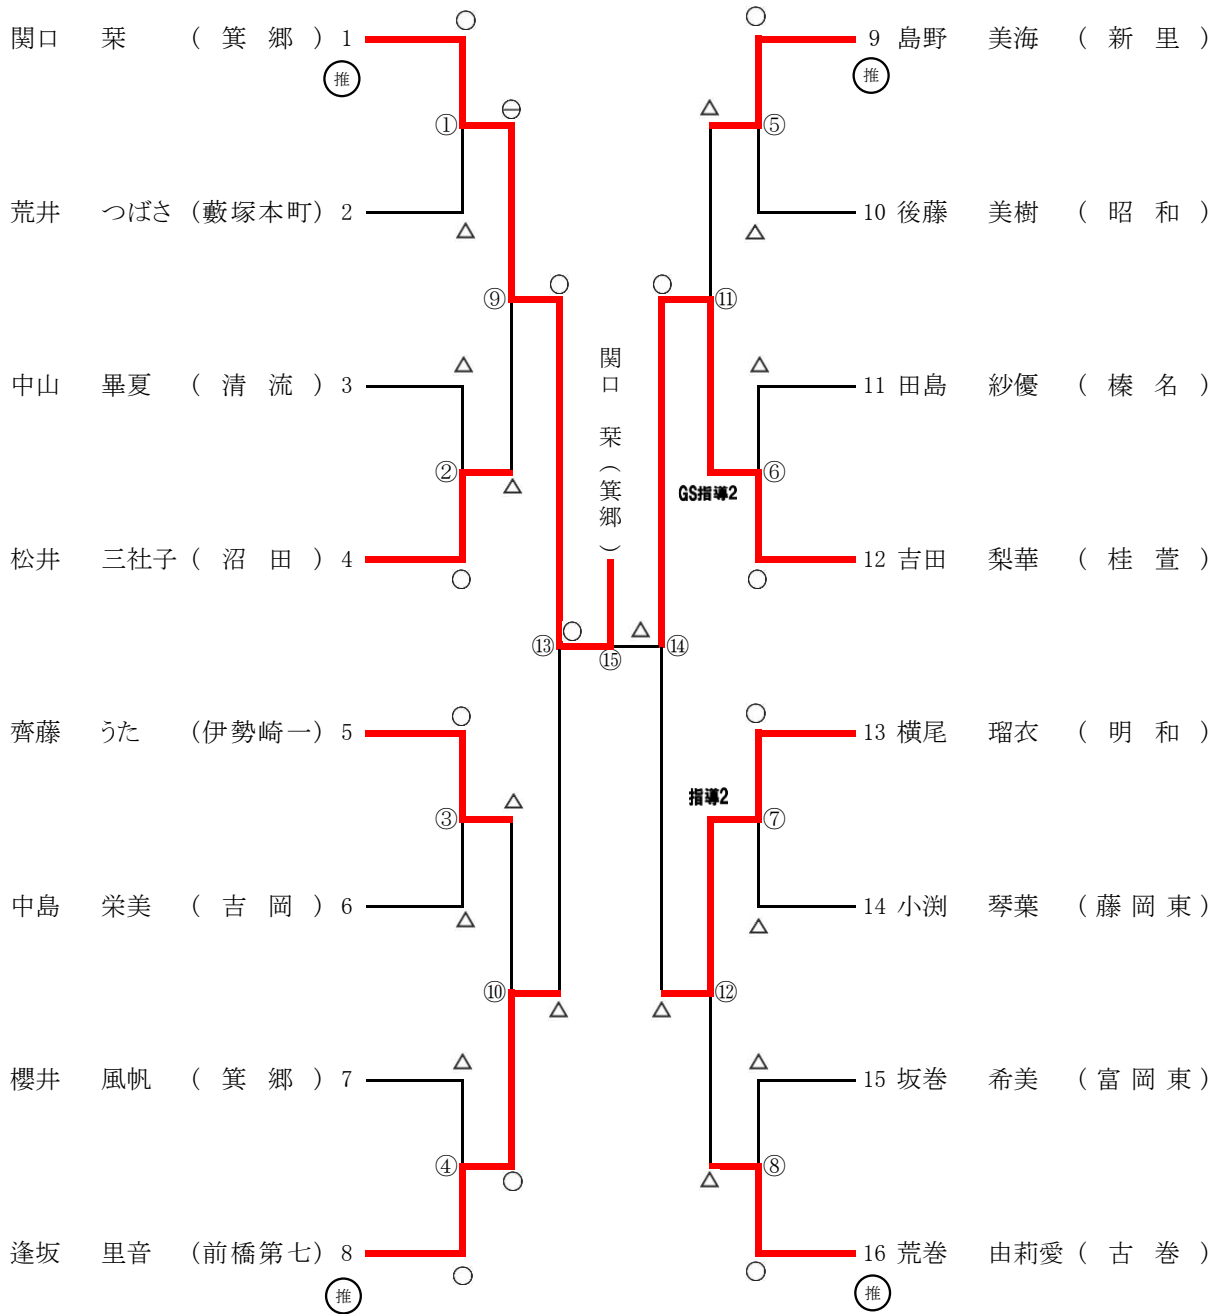 関口 栞 (箕郷) 1
推
①
荒井 つばさ (藪塚本町) 2
⑨
中山 畢夏 (清流) 3
②
松井 三社子 (沼田) 4
⑬
齊藤 うた (伊勢崎一) 5
③
中島 栄美 (吉岡) 6
⑩
櫻井 風帆 (箕郷) 7
④
逢坂 里音 (前橋第七) 8
推
関口 栞(箕郷)
⑮
9 島野 美海 (新里)
推
⑤
10 後藤 美樹 (昭和)
⑪
11 田島 紗優 (榛名)
⑥
GS指導2
12 吉田 梨華 (桂萱)
⑭
13 横尾 瑠衣 (明和)
指導2
⑦
14 小渕 琴葉 (藤岡東)
⑫
15 坂巻 希美 (富岡東)
⑧
16 荒巻 由莉愛 (古巻)
推